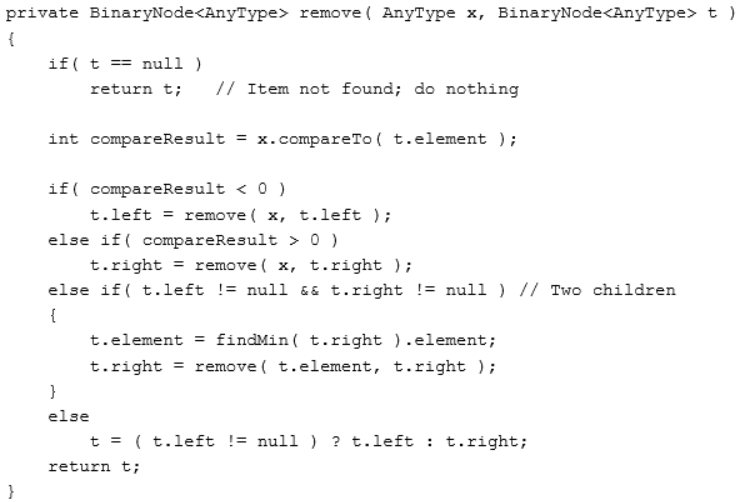 private BinaryNode<AnyType> remove( AnyType x, BinaryNode<AnyType> t )
{
    if( t == null )
        return t;   // Item not found; do nothing

    int compareResult = x.compareTo( t.element );

    if( compareResult < 0 )
        t.left = remove( x, t.left );
    else if( compareResult > 0 )
        t.right = remove( x, t.right );
    else if( t.left != null && t.right != null ) // Two children
    {
        t.element = findMin( t.right ).element;
        t.right = remove( t.element, t.right );
    }
    else
        t = ( t.left != null ) ? t.left : t.right;
    return t;
}